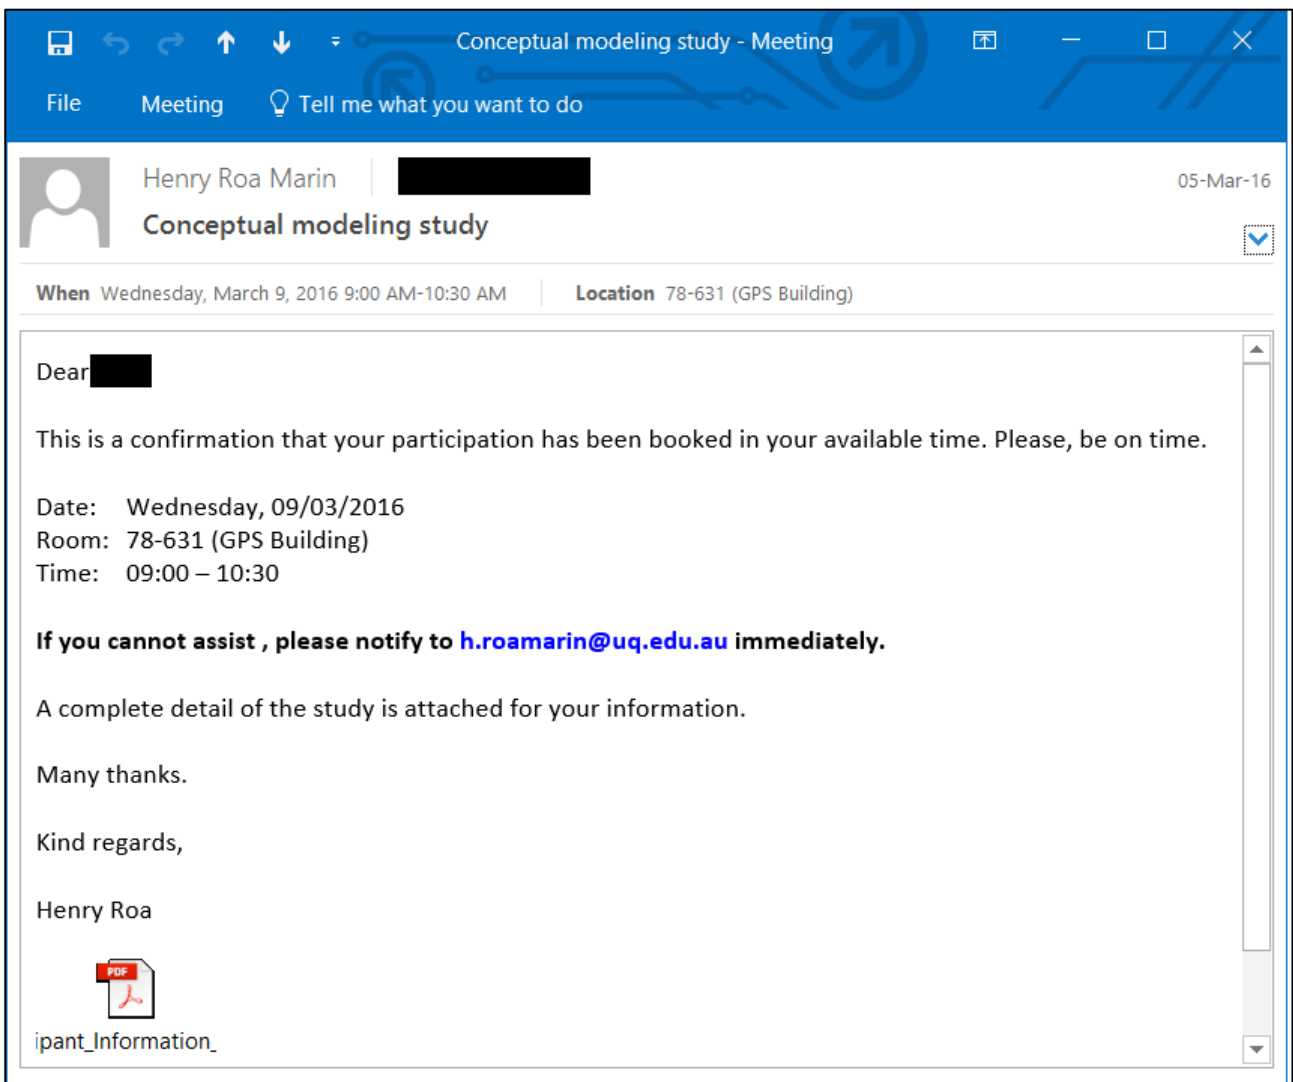 Conceptual modeling study - Meeting
File Meeting Tell me what you want to do
Henry Roa Marin
05-Mar-16
Conceptual modeling study
When Wednesday, March 9, 2016 9:00 AM-10:30 AM Location 78-631 (GPS Building)
Dear
This is a confirmation that your participation has been booked in your available time. Please, be on time.
Date: Wednesday, 09/03/2016
Room: 78-631 (GPS Building)
Time: 09:00 – 10:30
If you cannot assist , please notify to h.roamarin@uq.edu.au immediately.
A complete detail of the study is attached for your information.
Many thanks.
Kind regards,
Henry Roa
PDF
ipant_Information_